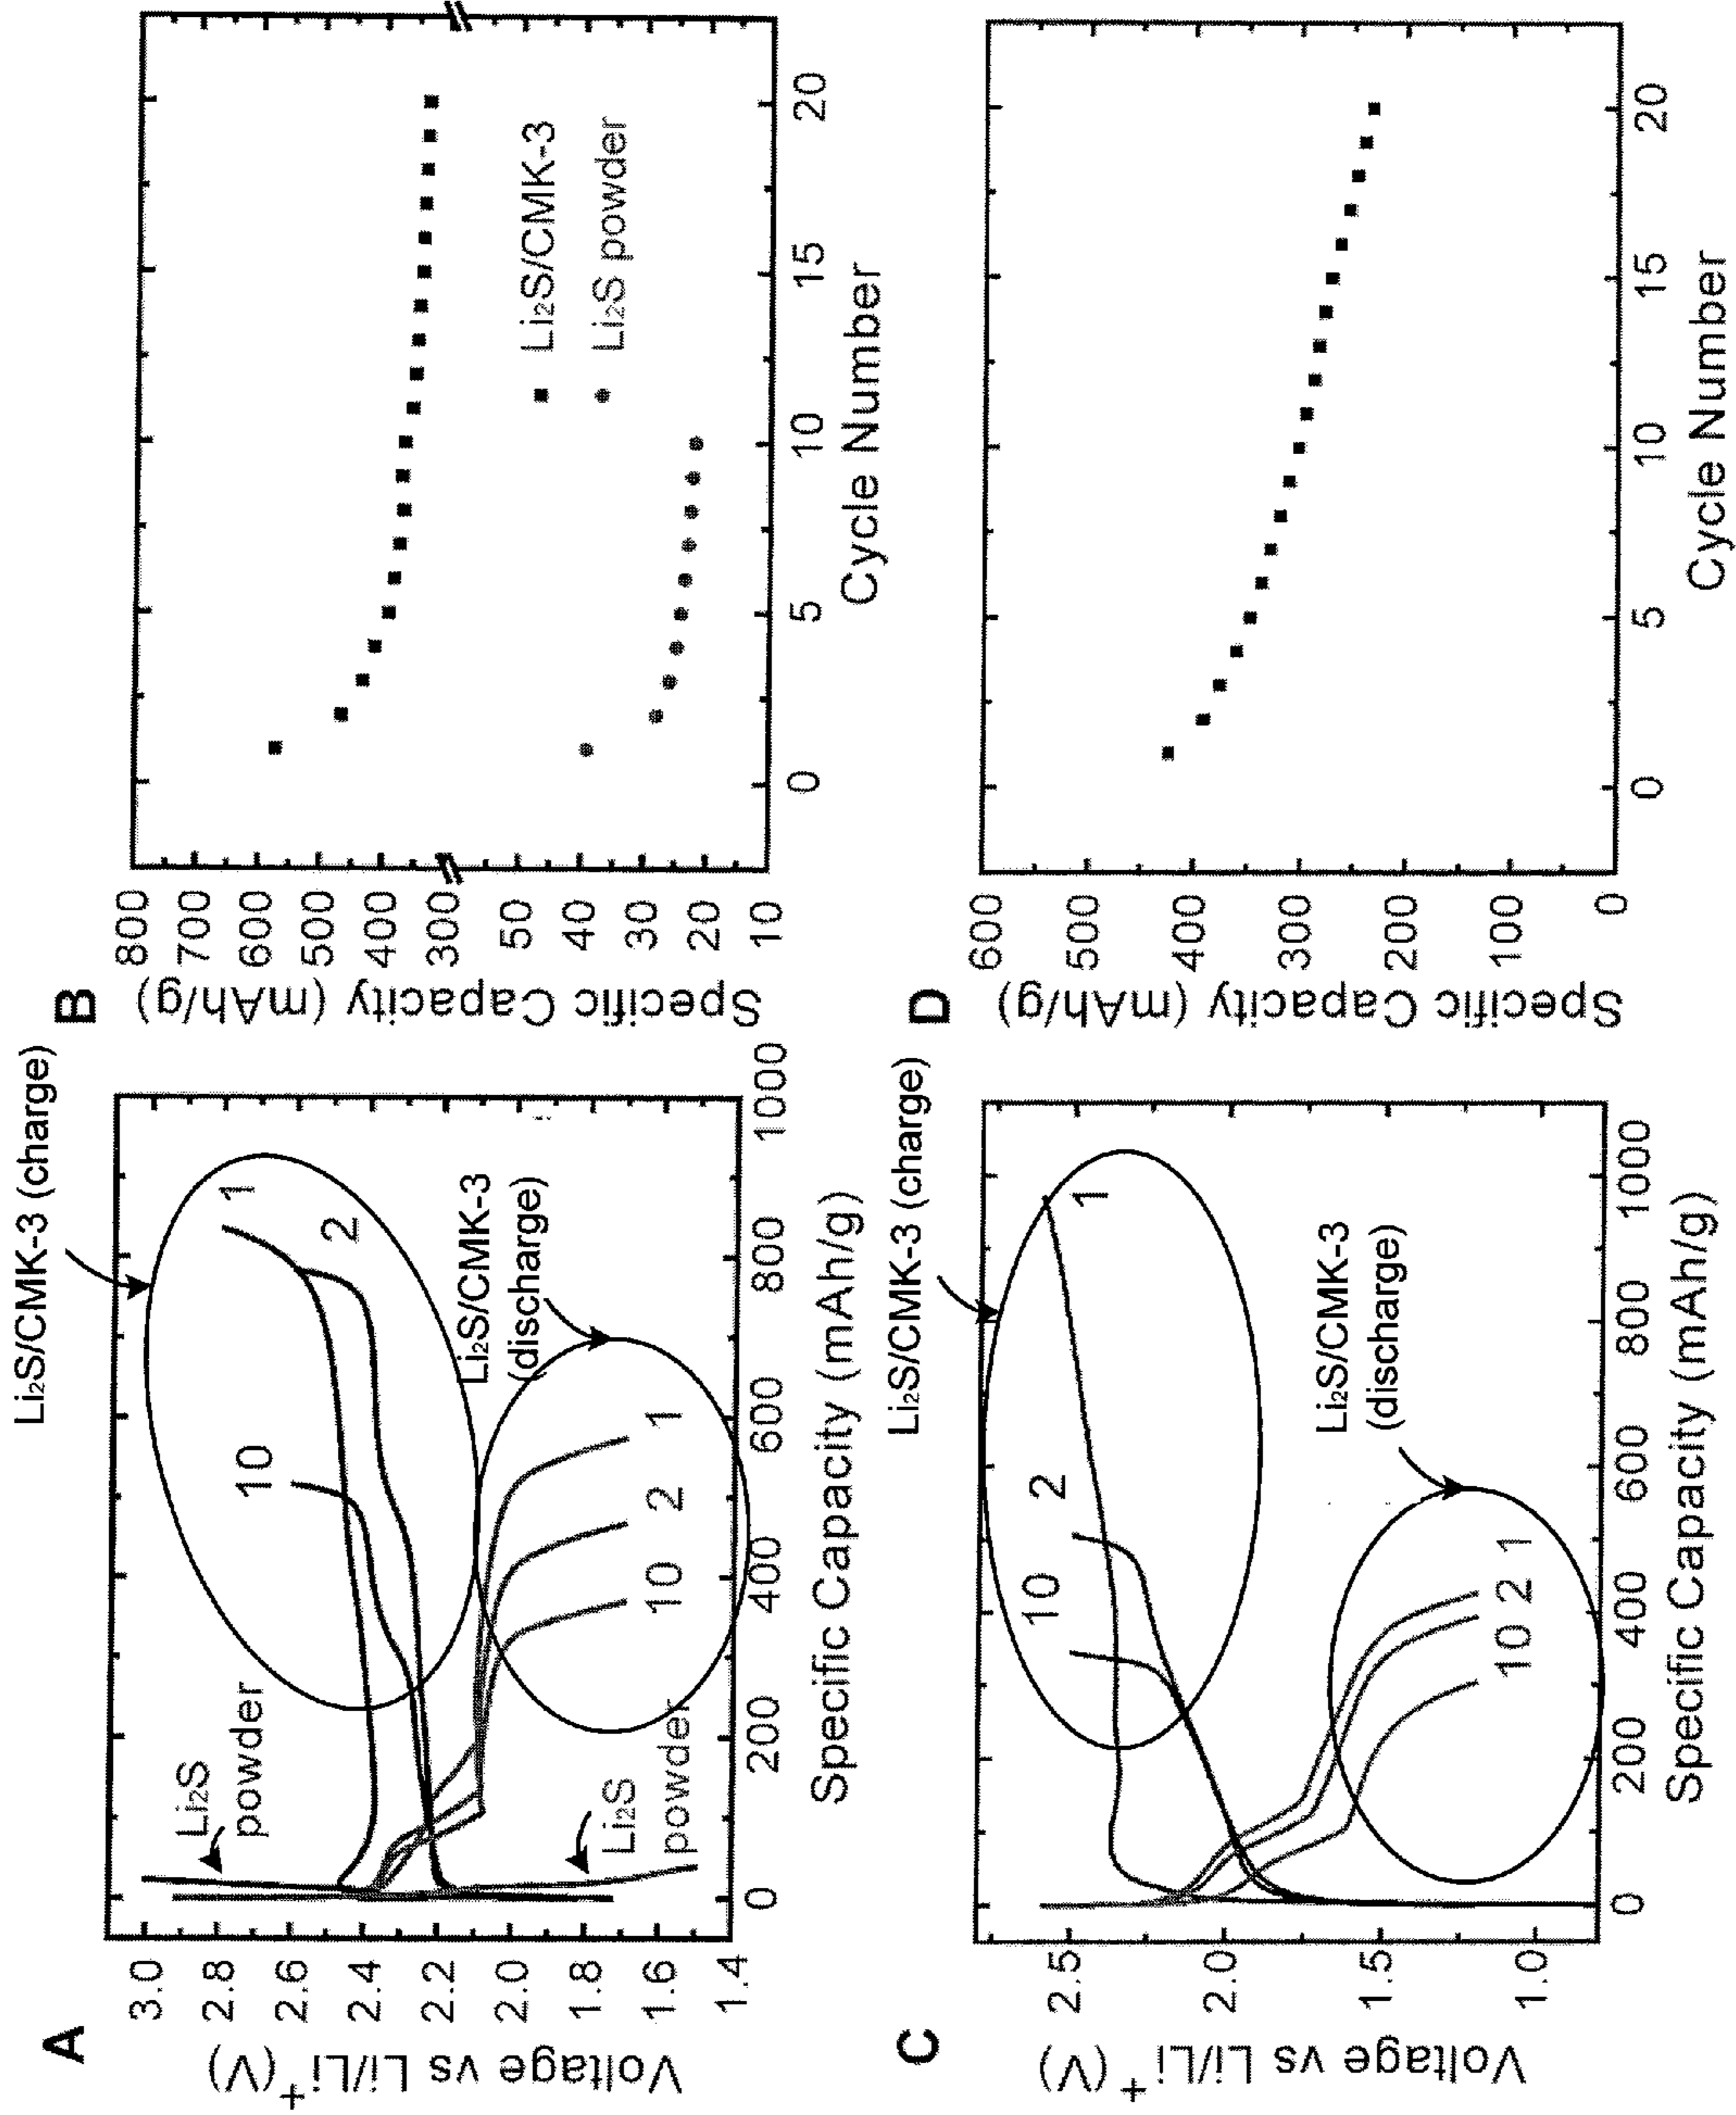 A
Voltage vs Li/Li⁺(V)
3.0
2.8
2.6
2.4
2.2
2.0
1.8
1.6
1.4
Li₂S/CMK-3 (charge)
1
2
10
Li₂S
powder
Li₂S/CMK-3
(discharge)
1
2
10
Li₂S
powder
0
200
400
600
800
1000
Specific Capacity (mAh/g)
B
Specific Capacity (mAh/g)
800
700
600
500
400
300
50
40
30
20
10
Li₂S/CMK-3
Li₂S powder
0
5
10
15
20
Cycle Number
C
Voltage vs Li/Li⁺(V)
2.5
2.0
1.5
1.0
Li₂S/CMK-3 (charge)
1
2
10
Li₂S/CMK-3
(discharge)
10 2 1
0
200
400
600
800
1000
Specific Capacity (mAh/g)
D
Specific Capacity (mAh/g)
600
500
400
300
200
100
0
0
5
10
15
20
Cycle Number